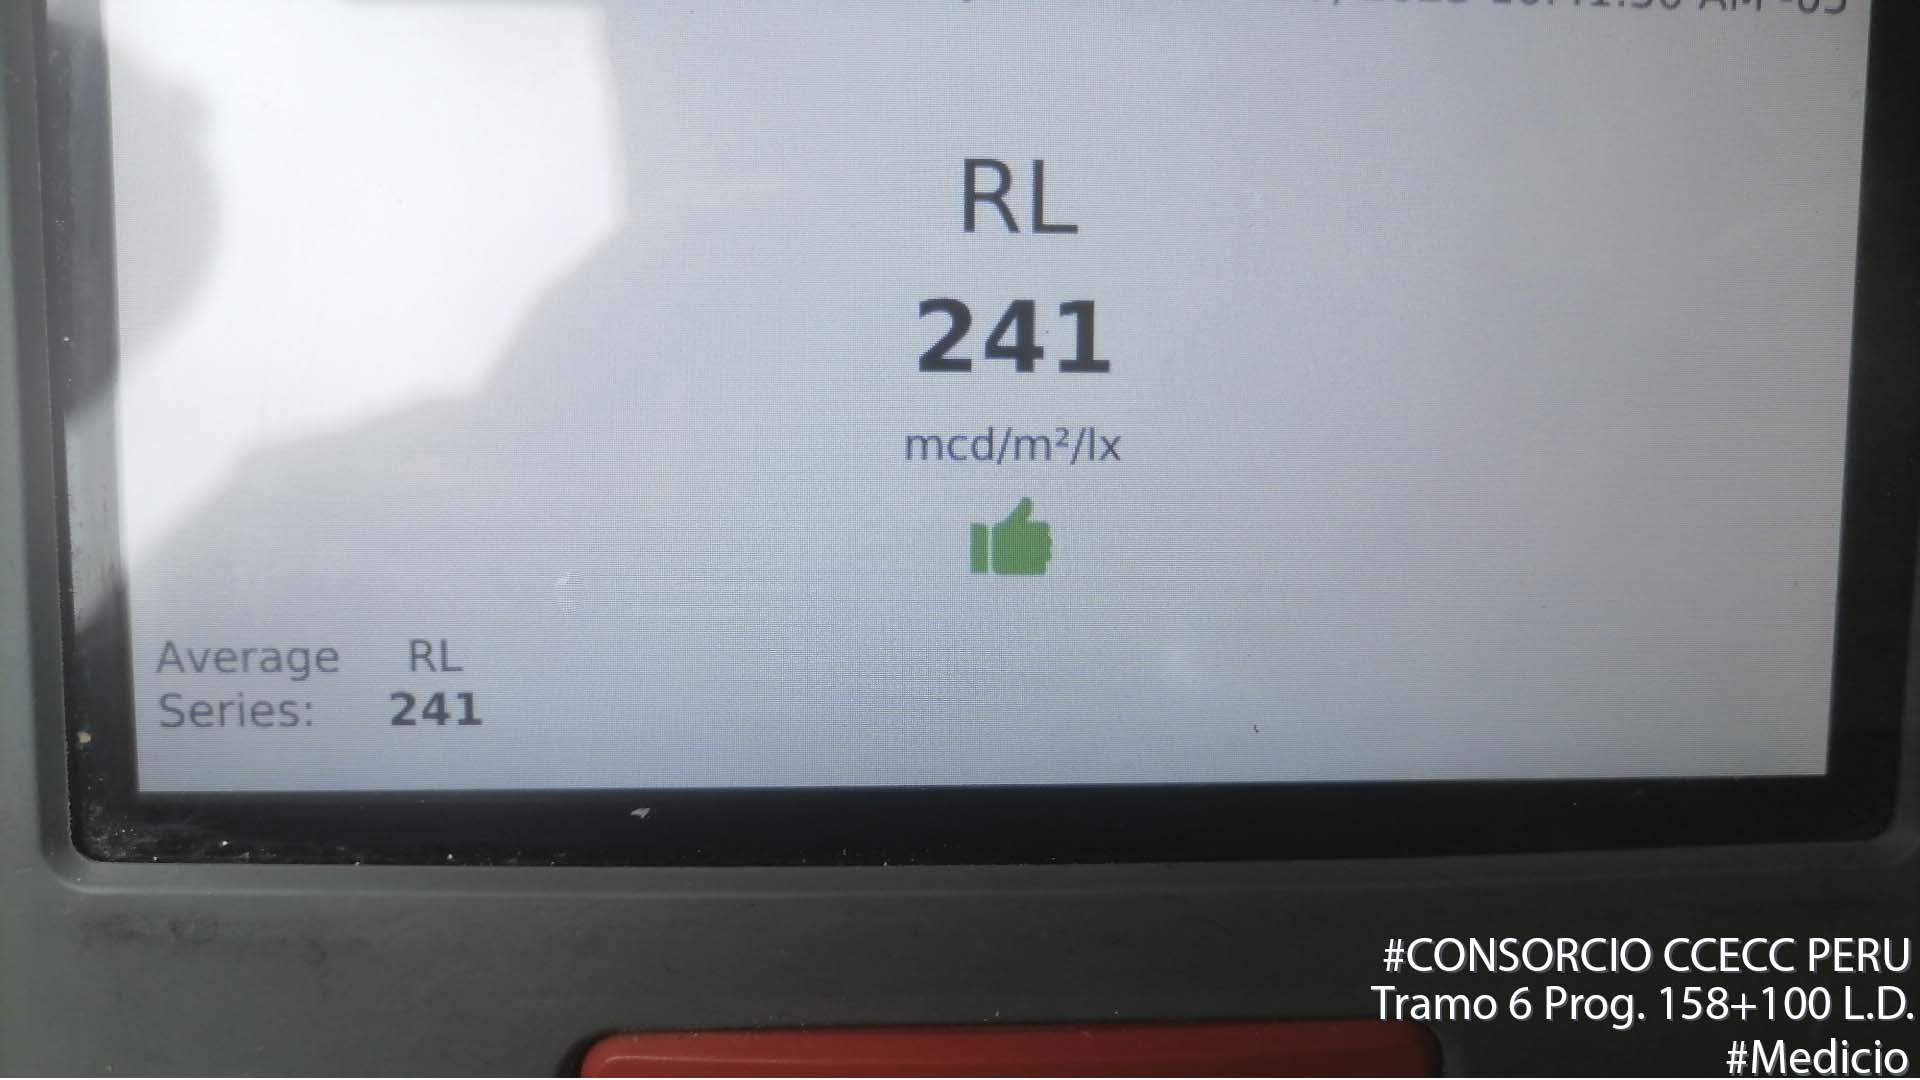 RL
241
mcd/m²/lx
Average RL
Series: 241
#CONSORCIO CCECC PERU
Tramo 6 Prog. 158+100 L.D.
#Medicio